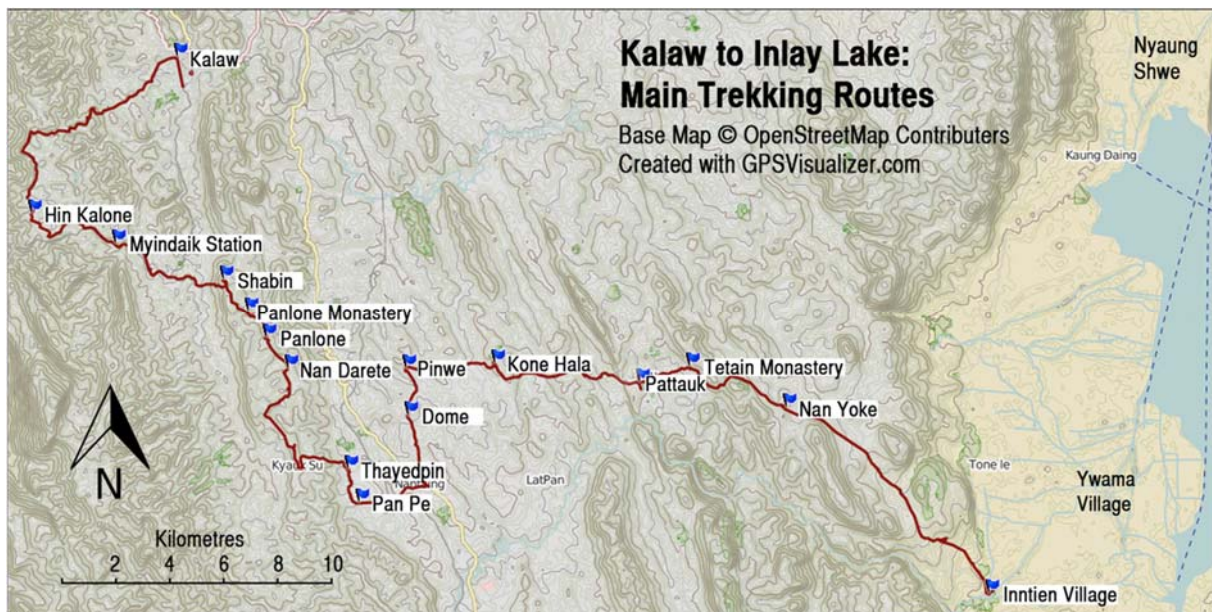 Kalaw to Inlay Lake:
Main Trekking Routes
Base Map © OpenStreetMap Contributers
Created with GPSVisualizer.com
Nyaung
Shwe
Kalaw
Kaung Daing
Hin Kalone
Myindaik Station
Shabin
Panlone Monastery
Panlone
Nan Darete
Pinwe
Kone Hala
Pattauk
Tetain Monastery
Nan Yoke
Dome
Kyauk Su
Thayedpin
Pan Pe
LatPan
Tone le
Ywama
Village
Inntien Village
N
Kilometres
2 4 6 8 10